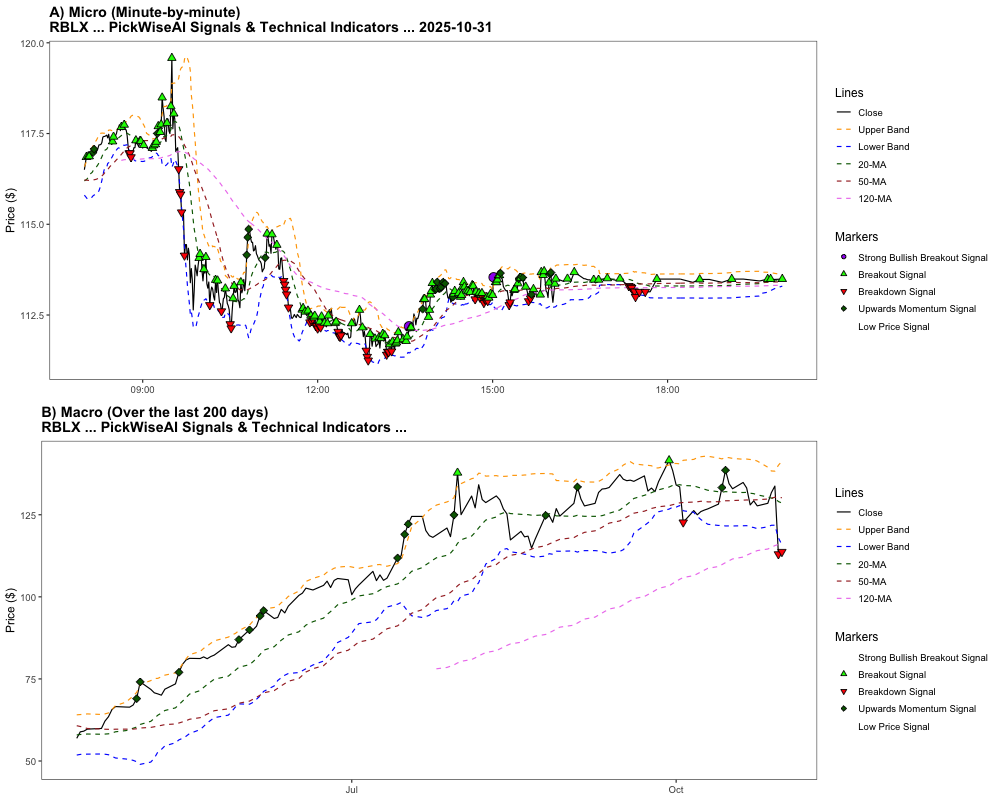 A) Micro (Minute-by-minute)
RBLX ... PickWiseAI Signals & Technical Indicators ... 2025-10-31
Price ($)
120.0
117.5
115.0
112.5
09:00
12:00
15:00
18:00
Lines
Close
Upper Band
Lower Band
20-MA
50-MA
120-MA
Markers
Strong Bullish Breakout Signal
Breakout Signal
Breakdown Signal
Upwards Momentum Signal
Low Price Signal
B) Macro (Over the last 200 days)
RBLX ... PickWiseAI Signals & Technical Indicators ...
Price ($)
125
100
75
50
Jul
Oct
Lines
Close
Upper Band
Lower Band
20-MA
50-MA
120-MA
Markers
Strong Bullish Breakout Signal
Breakout Signal
Breakdown Signal
Upwards Momentum Signal
Low Price Signal